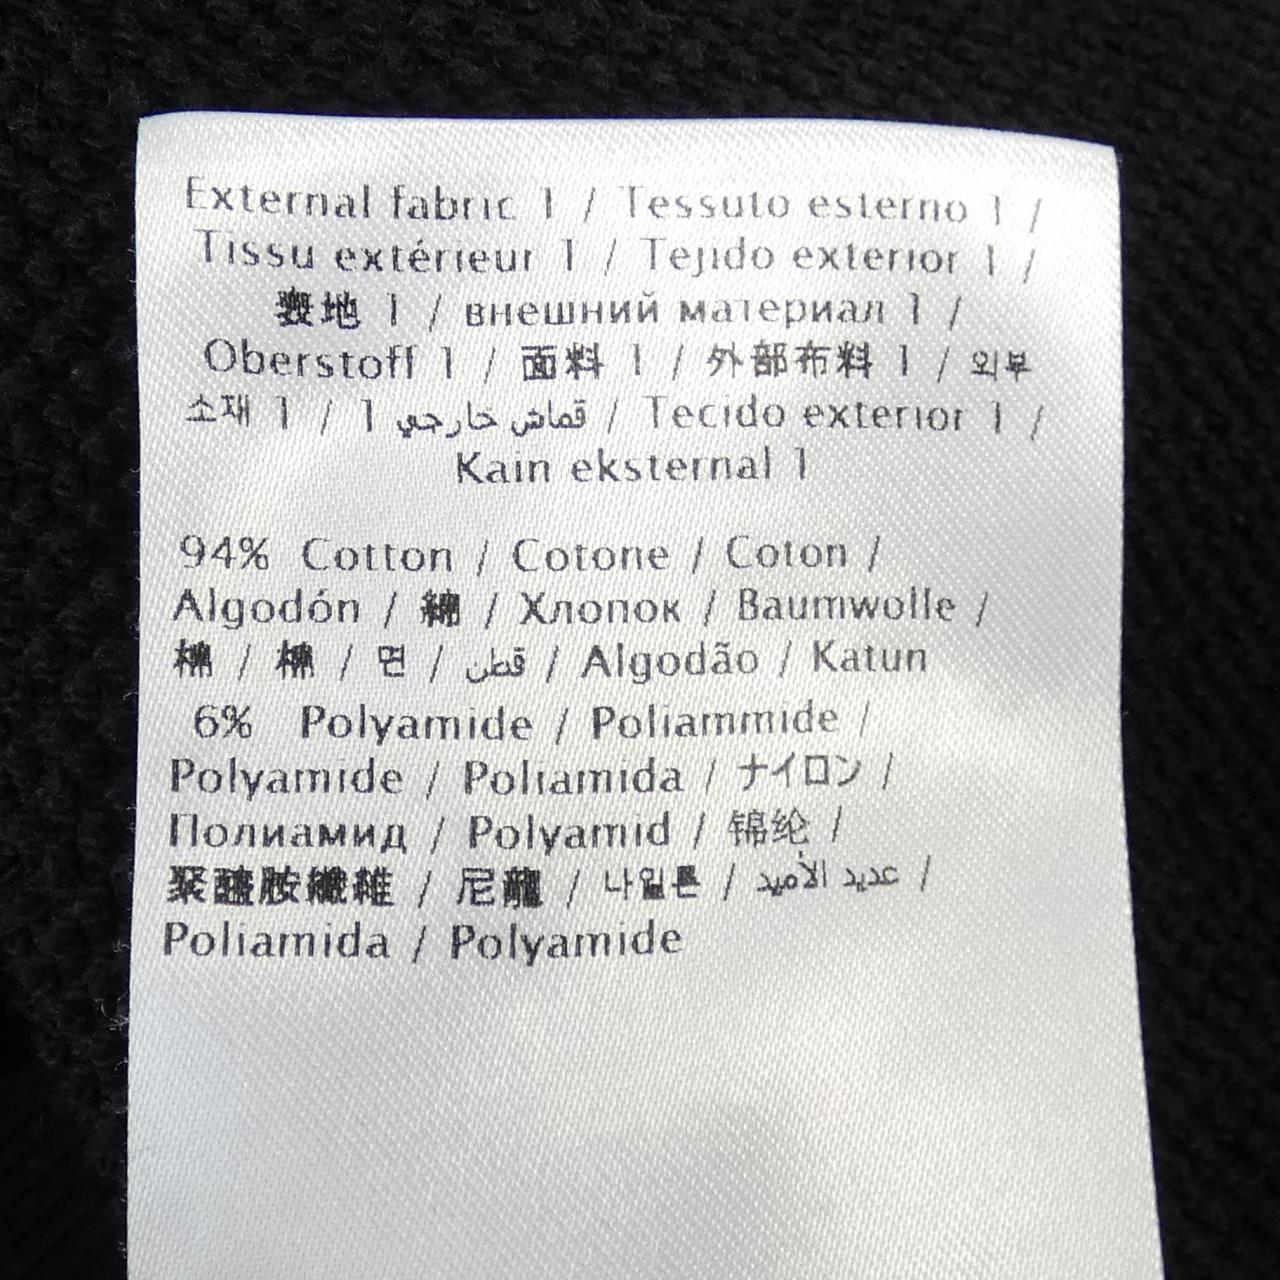 External fabric 1 / Tessuto esterno 1 /
Tissu extérieur 1 / Tejido exterior 1 /
表地 1 / внешний материал 1 /
Oberstoff 1 / 面料 1 / 外部布料 1 / 외부
소재 1 / 1 قماش خارجي / Tecido exterior 1 /
Kain eksternal 1
94% Cotton / Cotone / Coton /
Algodón / 綿 / Хлопок / Baumwolle /
棉 / 棉 / 면 / قطن / Algodão / Katun
6% Polyamide / Poliammide /
Polyamide / Poliamida / ナイロン /
Полиамид / Polyamid / 锦纶 /
聚醯胺纖維 / 尼龍 / 나일론 / عديد الأميد /
Poliamida / Polyamide